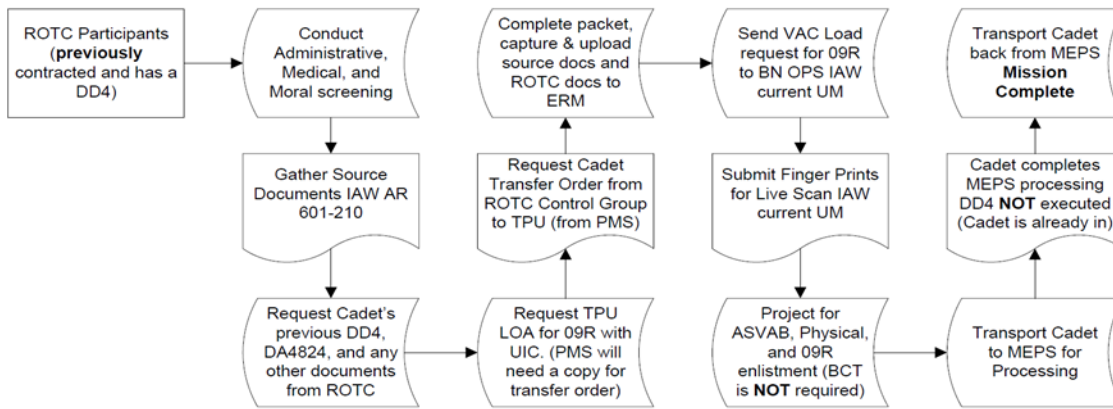 ROTC Participants
(previously
contracted and has a
DD4)
Conduct
Administrative,
Medical, and
Moral screening
Gather Source
Documents IAW AR
601-210
Request Cadet's
previous DD4,
DA4824, and any
other documents
from ROTC
Request TPU
LOA for 09R with
UIC. (PMS will
need a copy for
transfer order)
Request Cadet
Transfer Order from
ROTC Control Group
to TPU (from PMS)
Complete packet,
capture & upload
source docs and
ROTC docs to
ERM
Send VAC Load
request for 09R
to BN OPS IAW
current UM
Submit Finger Prints
for Live Scan IAW
current UM
Project for
ASVAB, Physical,
and 09R
enlistment (BCT
is NOT required)
Transport Cadet
to MEPS for
Processing
Cadet completes
MEPS processing
DD4 NOT executed
(Cadet is already in)
Transport Cadet
back from MEPS
Mission
Complete